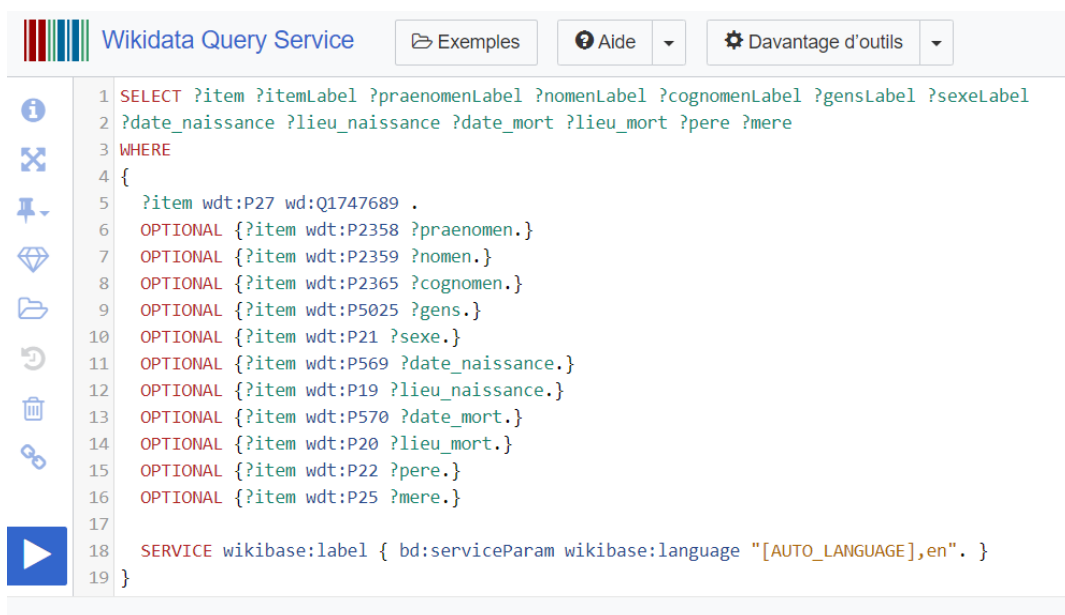 Wikidata Query Service Exemples Aide Davantage d'outils
1 SELECT ?item ?itemLabel ?praenomenLabel ?nomenLabel ?cognomenLabel ?gensLabel ?sexeLabel
2 ?date_naissance ?lieu_naissance ?date_mort ?lieu_mort ?pere ?mere
3 WHERE
4 {
5 ?item wdt:P27 wd:Q1747689 .
6 OPTIONAL {?item wdt:P2358 ?praenomen.}
7 OPTIONAL {?item wdt:P2359 ?nomen.}
8 OPTIONAL {?item wdt:P2365 ?cognomen.}
9 OPTIONAL {?item wdt:P5025 ?gens.}
10 OPTIONAL {?item wdt:P21 ?sexe.}
11 OPTIONAL {?item wdt:P569 ?date_naissance.}
12 OPTIONAL {?item wdt:P19 ?lieu_naissance.}
13 OPTIONAL {?item wdt:P570 ?date_mort.}
14 OPTIONAL {?item wdt:P20 ?lieu_mort.}
15 OPTIONAL {?item wdt:P22 ?pere.}
16 OPTIONAL {?item wdt:P25 ?mere.}
17
18 SERVICE wikibase:label { bd:serviceParam wikibase:language "[AUTO_LANGUAGE],en". }
19 }